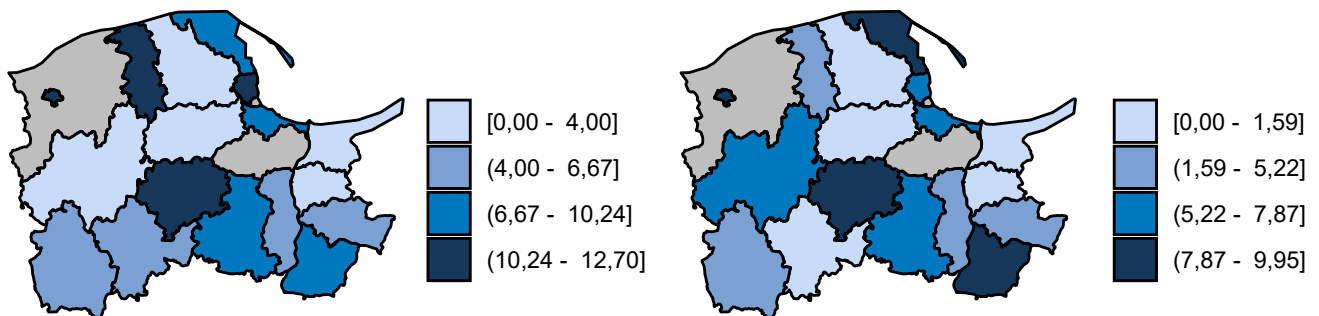 [0,00 - 4,00]
(4,00 - 6,67]
(6,67 - 10,24]
(10,24 - 12,70]
[0,00 - 1,59]
(1,59 - 5,22]
(5,22 - 7,87]
(7,87 - 9,95]